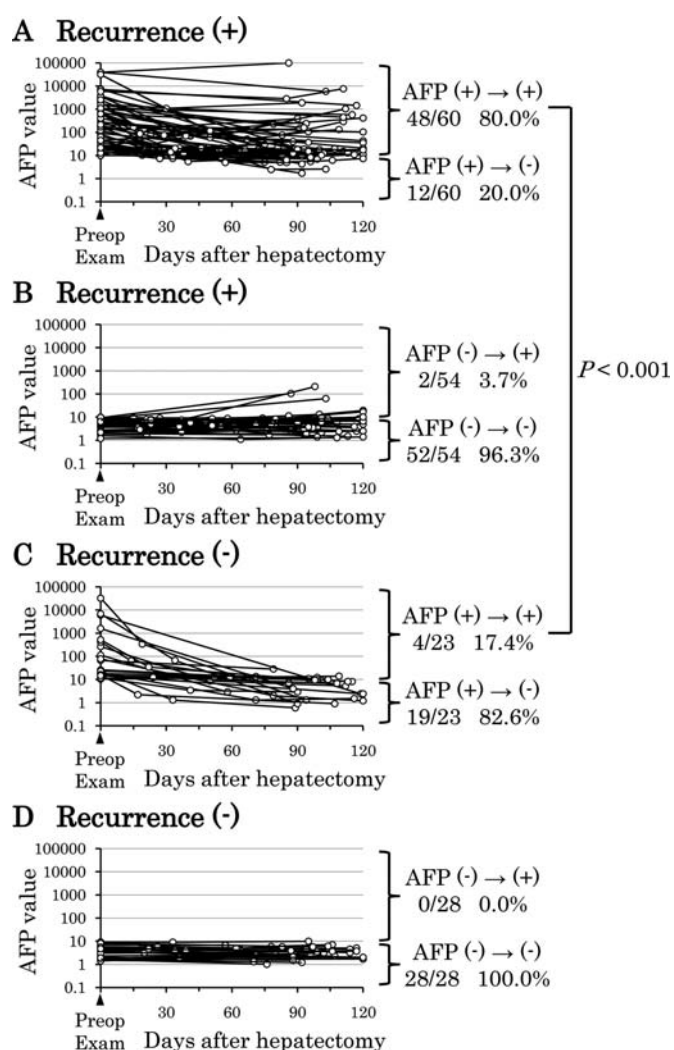 A Recurrence (+)
AFP value
100000
10000
1000
100
10
1
0.1
30 60 90 120
Preop
Exam
Days after hepatectomy
AFP (+) → (+)
48/60 80.0%
AFP (+) → (-)
12/60 20.0%
B Recurrence (+)
AFP value
100000
10000
1000
100
10
1
0.1
30 60 90 120
Preop
Exam
Days after hepatectomy
AFP (-) → (+)
2/54 3.7%
AFP (-) → (-)
52/54 96.3%
P < 0.001
C Recurrence (-)
AFP value
100000
10000
1000
100
10
1
0.1
30 60 90 120
Preop
Exam
Days after hepatectomy
AFP (+) → (+)
4/23 17.4%
AFP (+) → (-)
19/23 82.6%
D Recurrence (-)
AFP value
100000
10000
1000
100
10
1
0.1
30 60 90 120
Preop
Exam
Days after hepatectomy
AFP (-) → (+)
0/28 0.0%
AFP (-) → (-)
28/28 100.0%